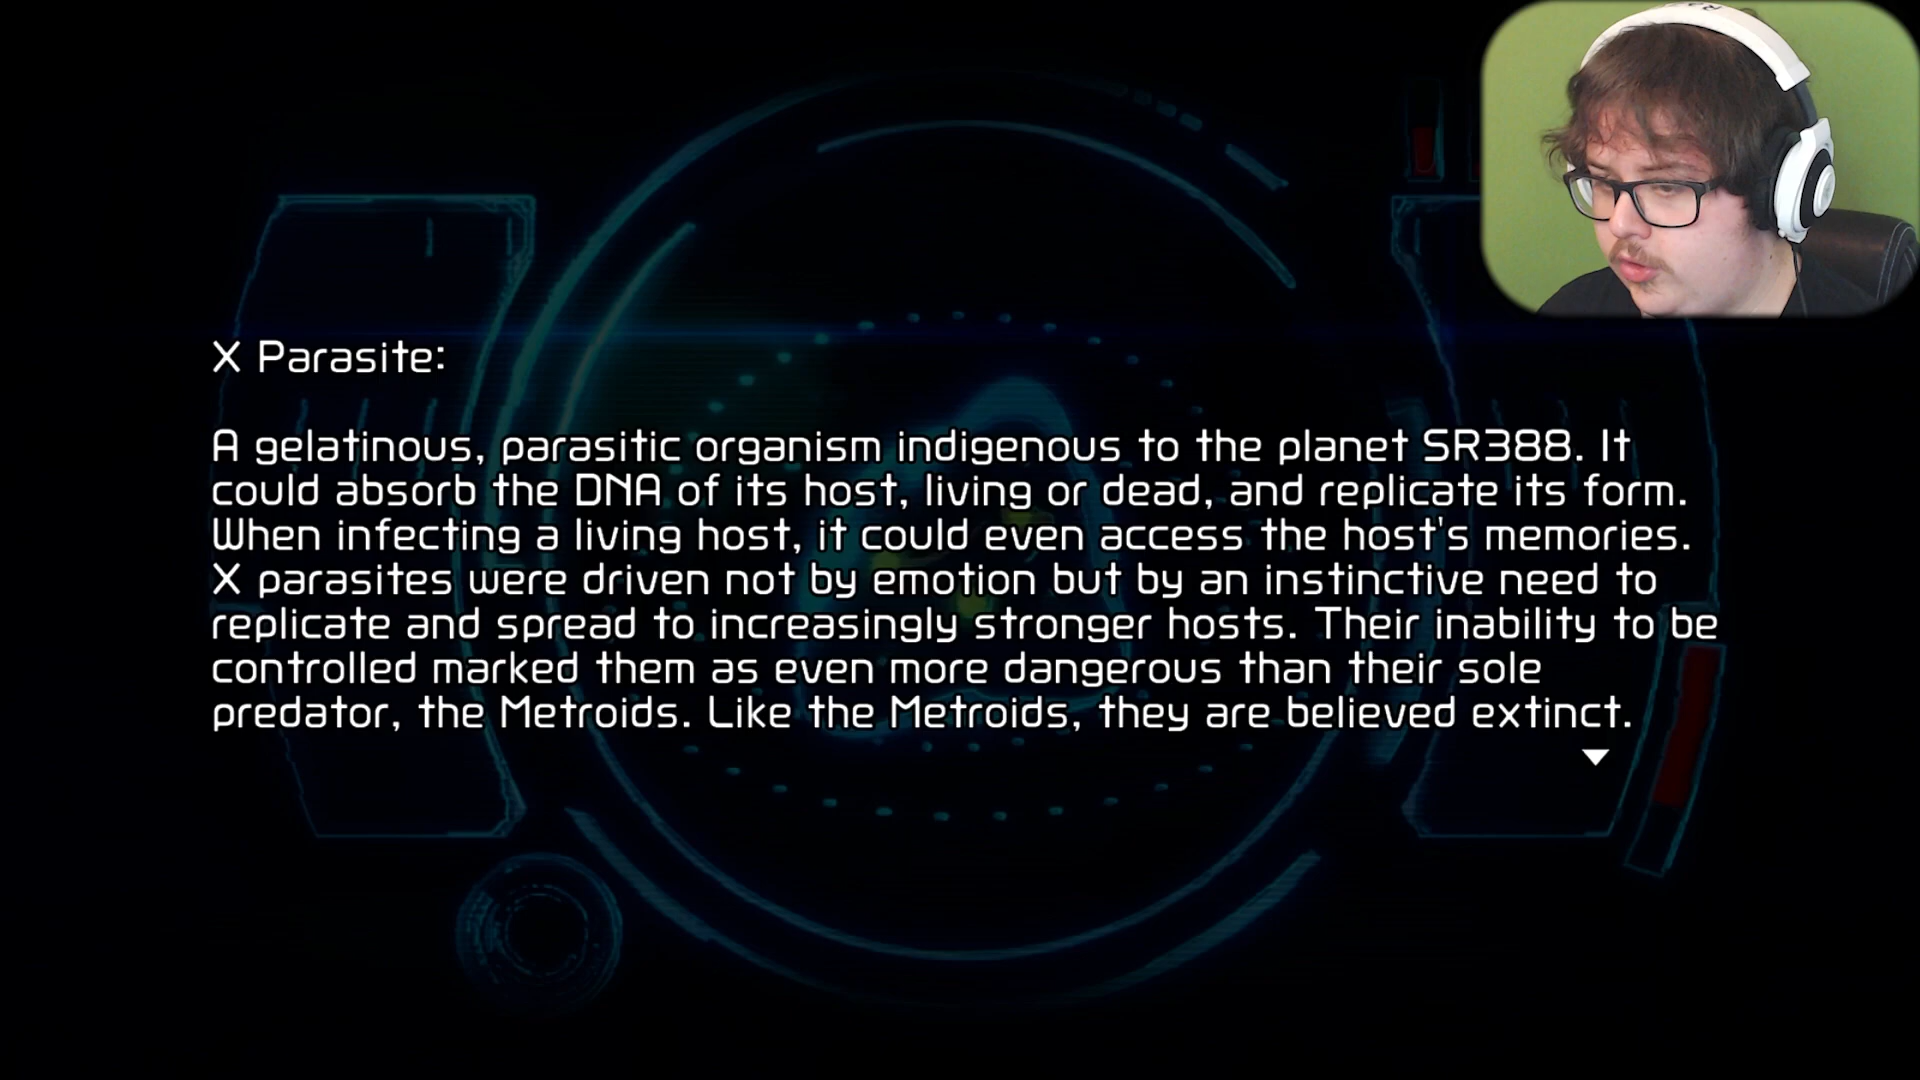 X Parasite:
A gelatinous, parasitic organism indigenous to the planet SR388. It
could absorb the DNA of its host, living or dead, and replicate its form.
When infecting a living host, it could even access the host's memories.
X parasites were driven not by emotion but by an instinctive need to
replicate and spread to increasingly stronger hosts. Their inability to be
controlled marked them as even more dangerous than their sole
predator, the Metroids. Like the Metroids, they are believed extinct.